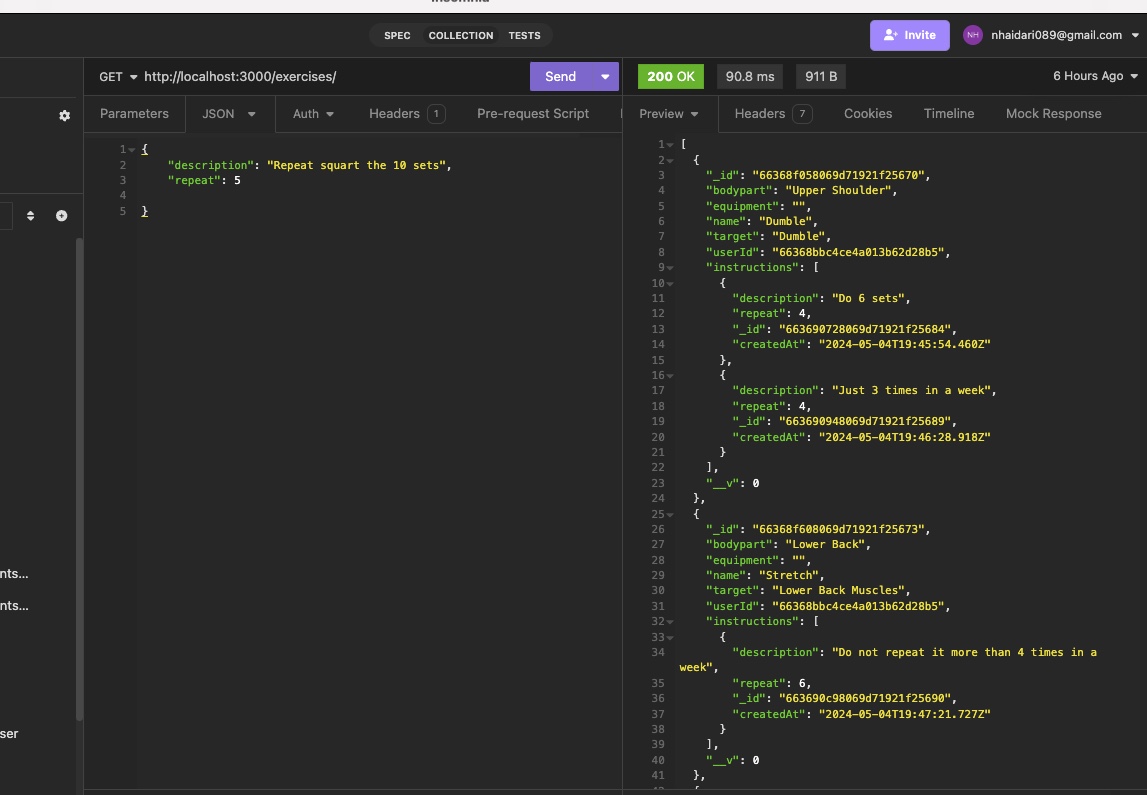 SPEC COLLECTION TESTS
Invite
NH nhaidari089@gmail.com
GET http://localhost:3000/exercises/ Send
200 OK 90.8 ms 911 B 6 Hours Ago
Parameters JSON Auth Headers 1 Pre-request Script
Preview Headers 7 Cookies Timeline Mock Response
1 {
2 "description": "Repeat squart the 10 sets",
3 "repeat": 5
4
5 }
nts...
nts...
ser
1 [
2 {
3 "_id": "66368f058069d71921f25670",
4 "bodypart": "Upper Shoulder",
5 "equipment": "",
6 "name": "Dumble",
7 "target": "Dumble",
8 "userId": "66368bbc4ce4a013b62d28b5",
9 "instructions": [
10 {
11 "description": "Do 6 sets",
12 "repeat": 4,
13 "_id": "663690728069d71921f25684",
14 "createdAt": "2024-05-04T19:45:54.460Z"
15 },
16 {
17 "description": "Just 3 times in a week",
18 "repeat": 4,
19 "_id": "663690948069d71921f25689",
20 "createdAt": "2024-05-04T19:46:28.918Z"
21 }
22 ],
23 "__v": 0
24 },
25 {
26 "_id": "66368f608069d71921f25673",
27 "bodypart": "Lower Back",
28 "equipment": "",
29 "name": "Stretch",
30 "target": "Lower Back Muscles",
31 "userId": "66368bbc4ce4a013b62d28b5",
32 "instructions": [
33 {
34 "description": "Do not repeat it more than 4 times in a
week",
35 "repeat": 6,
36 "_id": "663690c98069d71921f25690",
37 "createdAt": "2024-05-04T19:47:21.727Z"
38 }
39 ],
40 "__v": 0
41 },